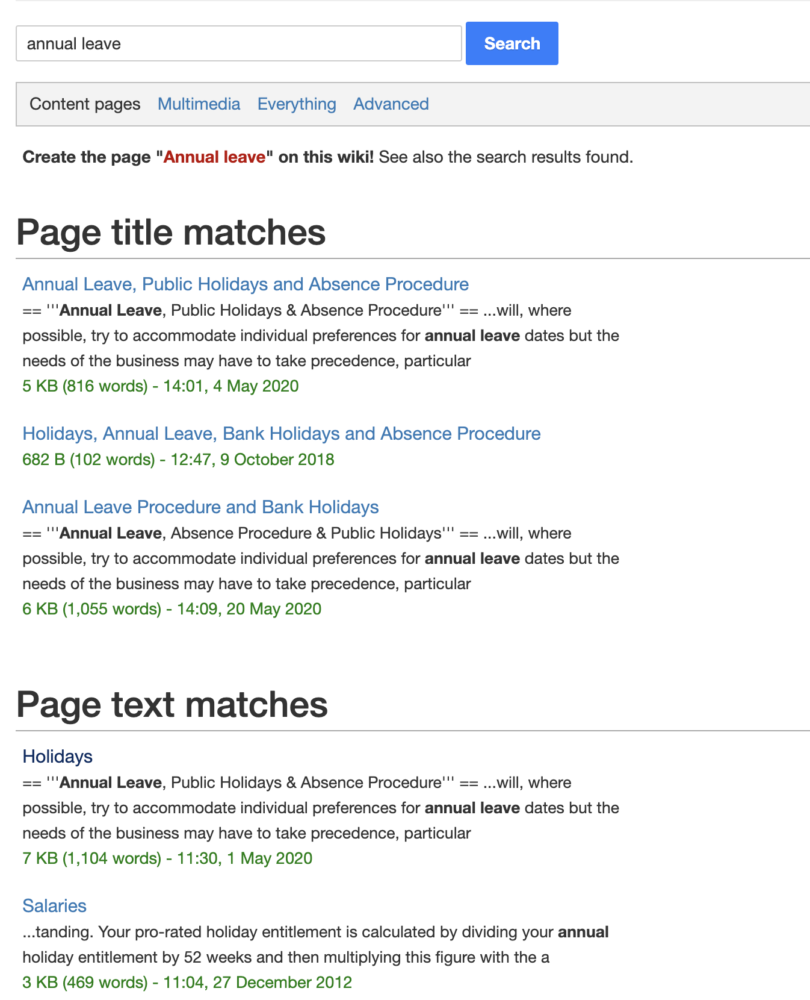 annual leave
Search
Content pages Multimedia Everything Advanced
Create the page "Annual leave" on this wiki! See also the search results found.
Page title matches
Annual Leave, Public Holidays and Absence Procedure
== '''Annual Leave, Public Holidays & Absence Procedure''' == ...will, where
possible, try to accommodate individual preferences for annual leave dates but the
needs of the business may have to take precedence, particular
5 KB (816 words) - 14:01, 4 May 2020
Holidays, Annual Leave, Bank Holidays and Absence Procedure
682 B (102 words) - 12:47, 9 October 2018
Annual Leave Procedure and Bank Holidays
== '''Annual Leave, Absence Procedure & Public Holidays''' == ...will, where
possible, try to accommodate individual preferences for annual leave dates but the
needs of the business may have to take precedence, particular
6 KB (1,055 words) - 14:09, 20 May 2020
Page text matches
Holidays
== '''Annual Leave, Public Holidays & Absence Procedure''' == ...will, where
possible, try to accommodate individual preferences for annual leave dates but the
needs of the business may have to take precedence, particular
7 KB (1,104 words) - 11:30, 1 May 2020
Salaries
...tanding. Your pro-rated holiday entitlement is calculated by dividing your annual
holiday entitlement by 52 weeks and then multiplying this figure with the a
3 KB (469 words) - 11:04, 27 December 2012